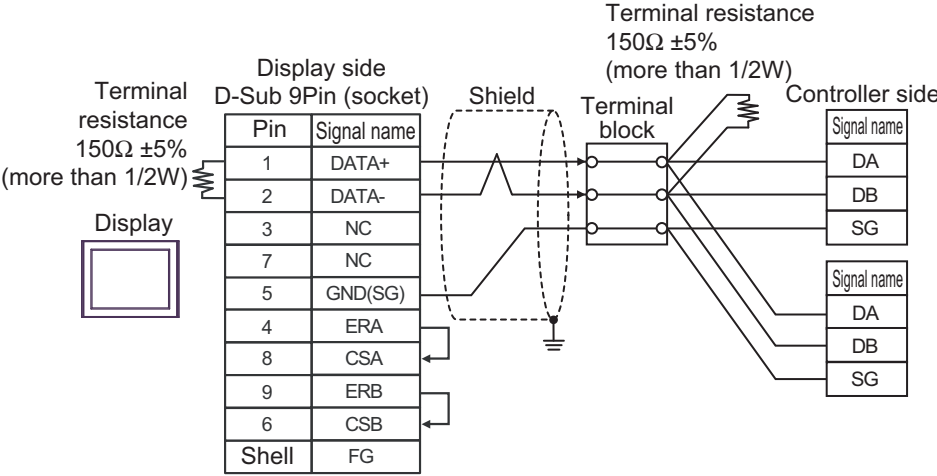 Terminal resistance
150Ω ±5%
(more than 1/2W)
Display side
D-Sub 9Pin (socket)
Terminal
resistance
150Ω ±5%
(more than 1/2W)
Display
Shield
Terminal
block
Controller side
Pin Signal name
1 DATA+
2 DATA-
3 NC
7 NC
5 GND(SG)
4 ERA
8 CSA
9 ERB
6 CSB
Shell FG
Signal name
DA
DB
SG
Signal name
DA
DB
SG